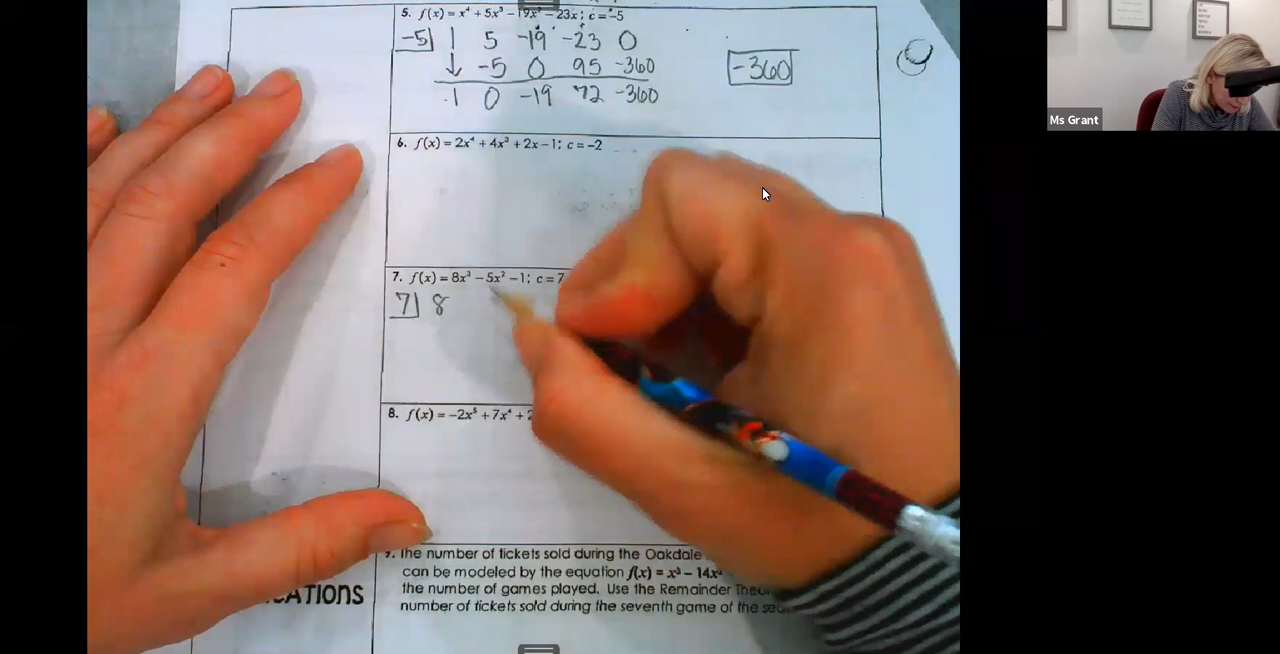 5. f(x) = x⁴ + 5x³ − 19x² − 23x; c = −5
-5 1 5 -19 -23 0
↓ -5 0 95 -360
1 0 -19 72 -360
-360
6. f(x) = 2x⁴ + 4x³ + 2x − 1; c = −2
7. f(x) = 8x³ − 5x² − 1; c = 7
7 8
8. f(x) = −2x⁵ + 7x⁴ + 2
9. The number of tickets sold during the Oakdale
can be modeled by the equation f(x) = x³ − 14x²
the number of games played. Use the Remainder
number of tickets sold during the seventh game of the
Ms Grant